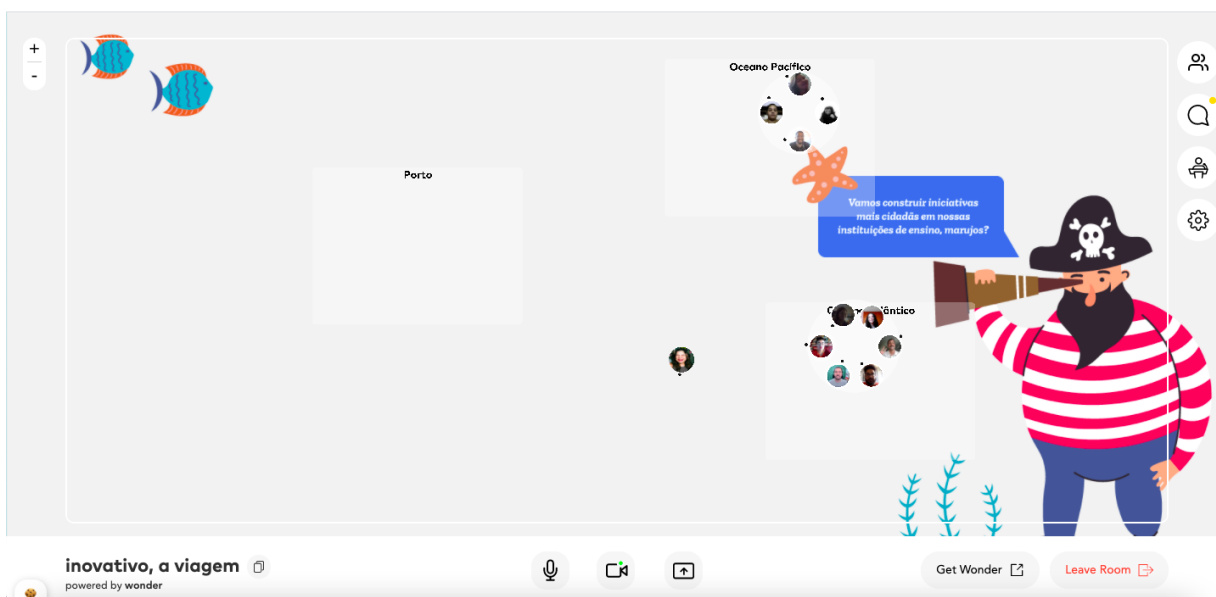 +
-
Oceano Pacífico
Porto
Vamos construir iniciativas
mais cidadãs em nossas
instituições de ensino, marujos?
inovativo, a viagem
powered by wonder
Get Wonder
Leave Room